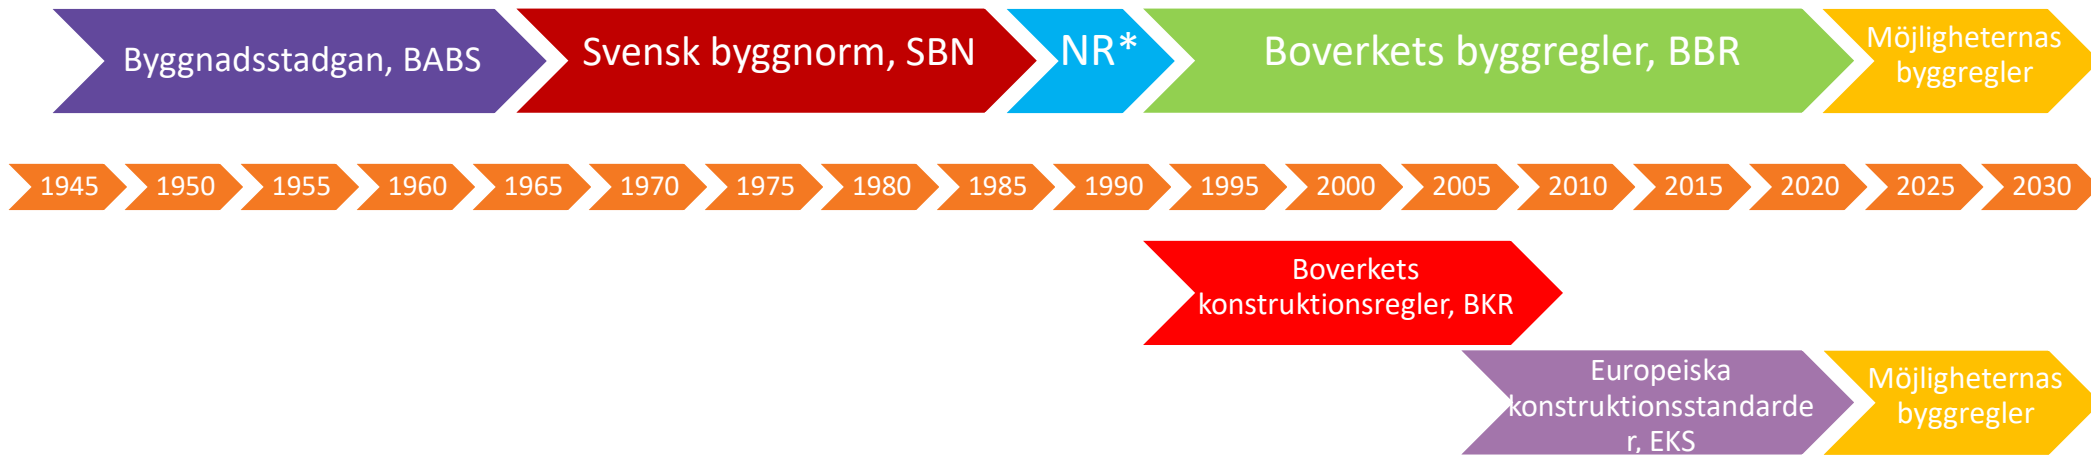 Byggnadsstadgan, BABS
Svensk byggnorm, SBN
NR*
Boverkets byggregler, BBR
Möjligheternas
byggregler
1945
1950
1955
1960
1965
1970
1975
1980
1985
1990
1995
2000
2005
2010
2015
2020
2025
2030
Boverkets
konstruktionsregler, BKR
Europeiska
konstruktionsstandarde
r, EKS
Möjligheternas
byggregler